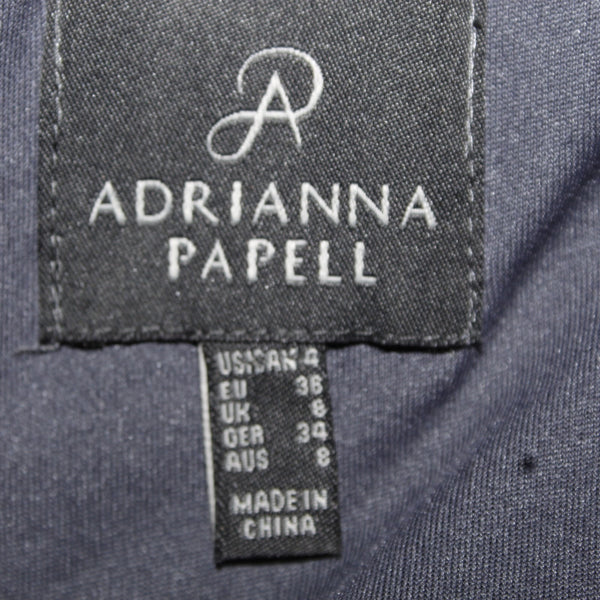 AP
ADRIANNA
PAPELL
US/CAN 4
EU 36
UK 8
GER 34
AUS 8
MADE IN
CHINA